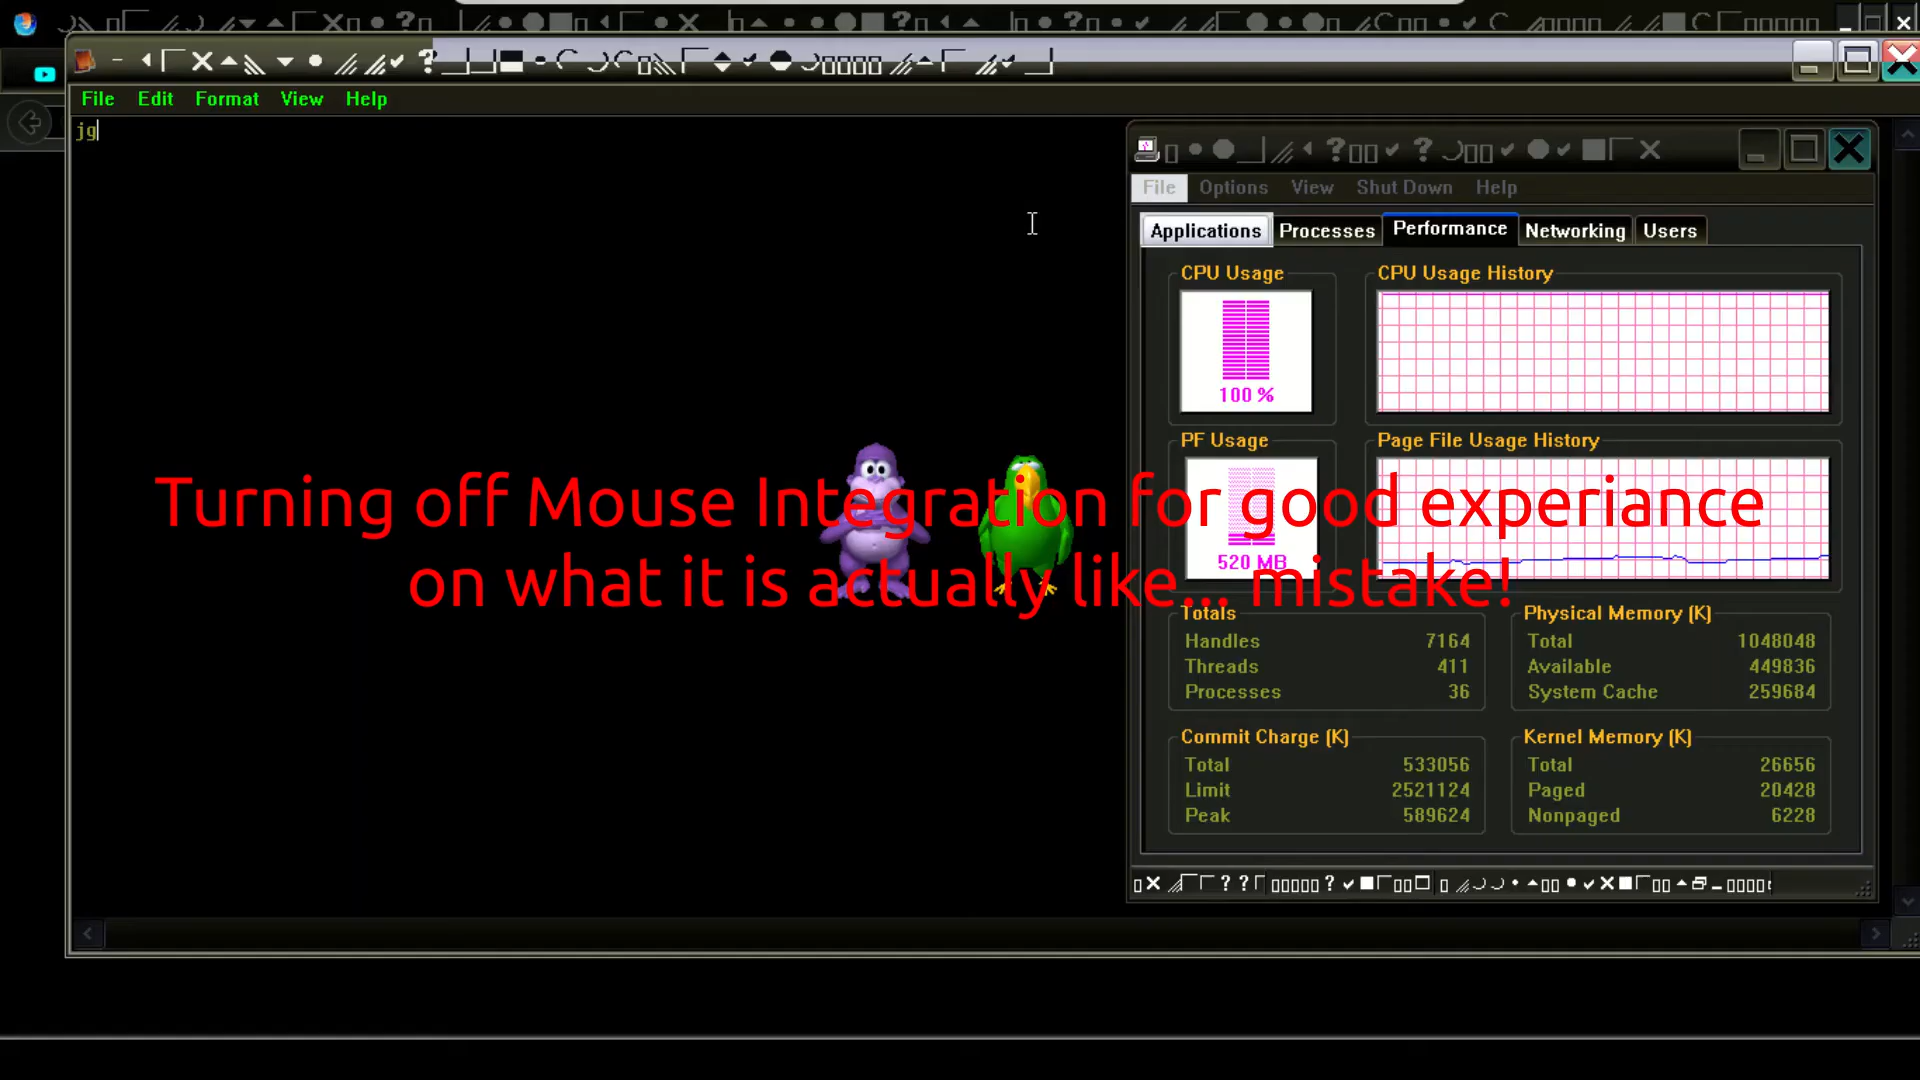 File Edit Format View Help
jg
File Options View Shut Down Help
Applications Processes Performance Networking Users
CPU Usage
CPU Usage History
100 %
PF Usage
Page File Usage History
520 MB
Turning off Mouse Integration for good experiance
on what it is actually like... mistake!
Totals
Handles 7164
Threads 411
Processes 36
Physical Memory (K)
Total 1048048
Available 449836
System Cache 259684
Commit Charge (K)
Total 533056
Limit 2521124
Peak 589624
Kernel Memory (K)
Total 26656
Paged 20428
Nonpaged 6228